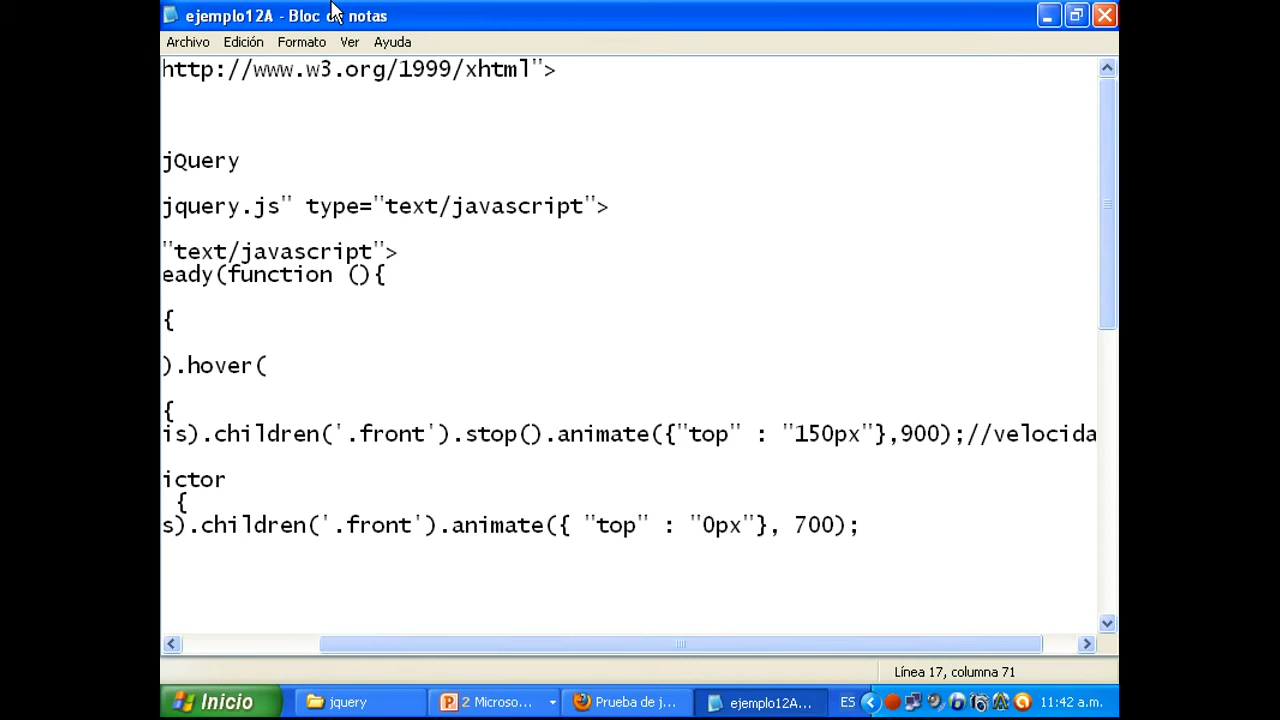 ejemplo12A - Bloc de notas
Archivo Edición Formato Ver Ayuda
http://www.w3.org/1999/xhtml">
jQuery
jquery.js" type="text/javascript">
"text/javascript">
eady(function (){
{
).hover(
{
is).children('.front').stop().animate({"top" : "150px"},900);//velocida
ictor
{
s).children('.front').animate({ "top" : "0px"}, 700);
Línea 17, columna 71
Inicio jquery 2 Microso... Prueba de j... ejemplo12A... ES 11:42 a.m.